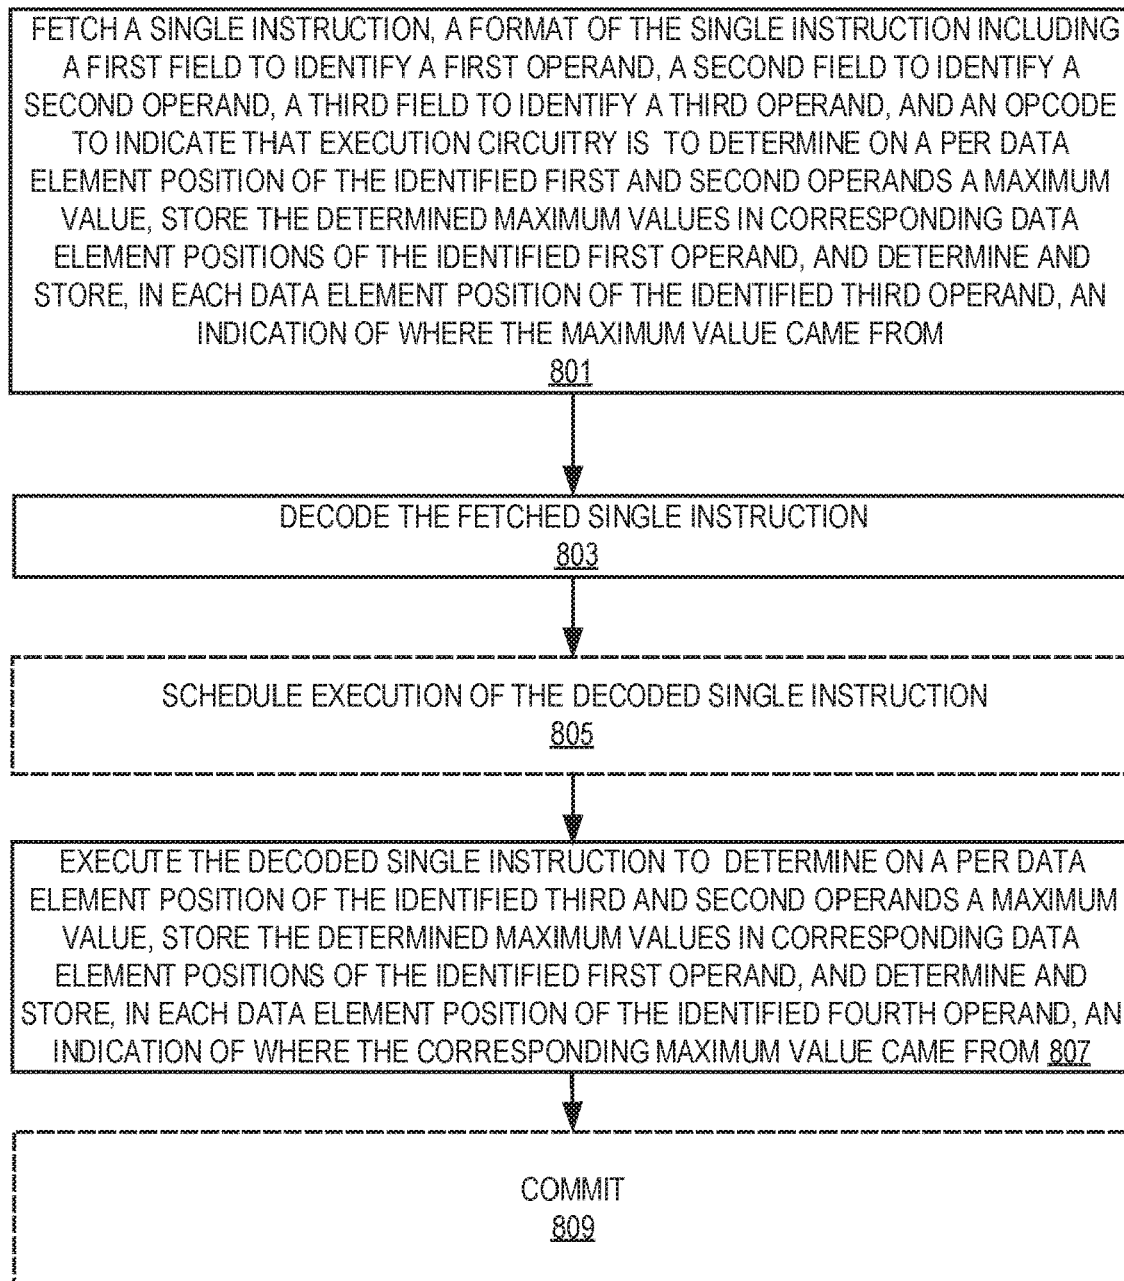 FETCH A SINGLE INSTRUCTION, A FORMAT OF THE SINGLE INSTRUCTION INCLUDING
A FIRST FIELD TO IDENTIFY A FIRST OPERAND, A SECOND FIELD TO IDENTIFY A
SECOND OPERAND, A THIRD FIELD TO IDENTIFY A THIRD OPERAND, AND AN OPCODE
TO INDICATE THAT EXECUTION CIRCUITRY IS TO DETERMINE ON A PER DATA
ELEMENT POSITION OF THE IDENTIFIED FIRST AND SECOND OPERANDS A MAXIMUM
VALUE, STORE THE DETERMINED MAXIMUM VALUES IN CORRESPONDING DATA
ELEMENT POSITIONS OF THE IDENTIFIED FIRST OPERAND, AND DETERMINE AND
STORE, IN EACH DATA ELEMENT POSITION OF THE IDENTIFIED THIRD OPERAND, AN
INDICATION OF WHERE THE MAXIMUM VALUE CAME FROM
801
DECODE THE FETCHED SINGLE INSTRUCTION
803
SCHEDULE EXECUTION OF THE DECODED SINGLE INSTRUCTION
805
EXECUTE THE DECODED SINGLE INSTRUCTION TO DETERMINE ON A PER DATA
ELEMENT POSITION OF THE IDENTIFIED THIRD AND SECOND OPERANDS A MAXIMUM
VALUE, STORE THE DETERMINED MAXIMUM VALUES IN CORRESPONDING DATA
ELEMENT POSITIONS OF THE IDENTIFIED FIRST OPERAND, AND DETERMINE AND
STORE, IN EACH DATA ELEMENT POSITION OF THE IDENTIFIED FOURTH OPERAND, AN
INDICATION OF WHERE THE CORRESPONDING MAXIMUM VALUE CAME FROM 807
COMMIT
809